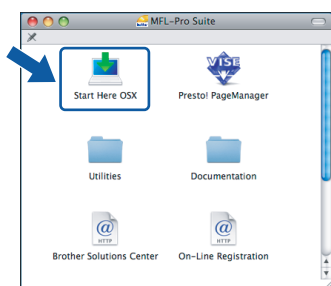 MFL-Pro Suite
VISE
Start Here OSX
Presto! PageManager
Utilities
Documentation
@
HTTP
@
HTTP
Brother Solutions Center
On-Line Registration